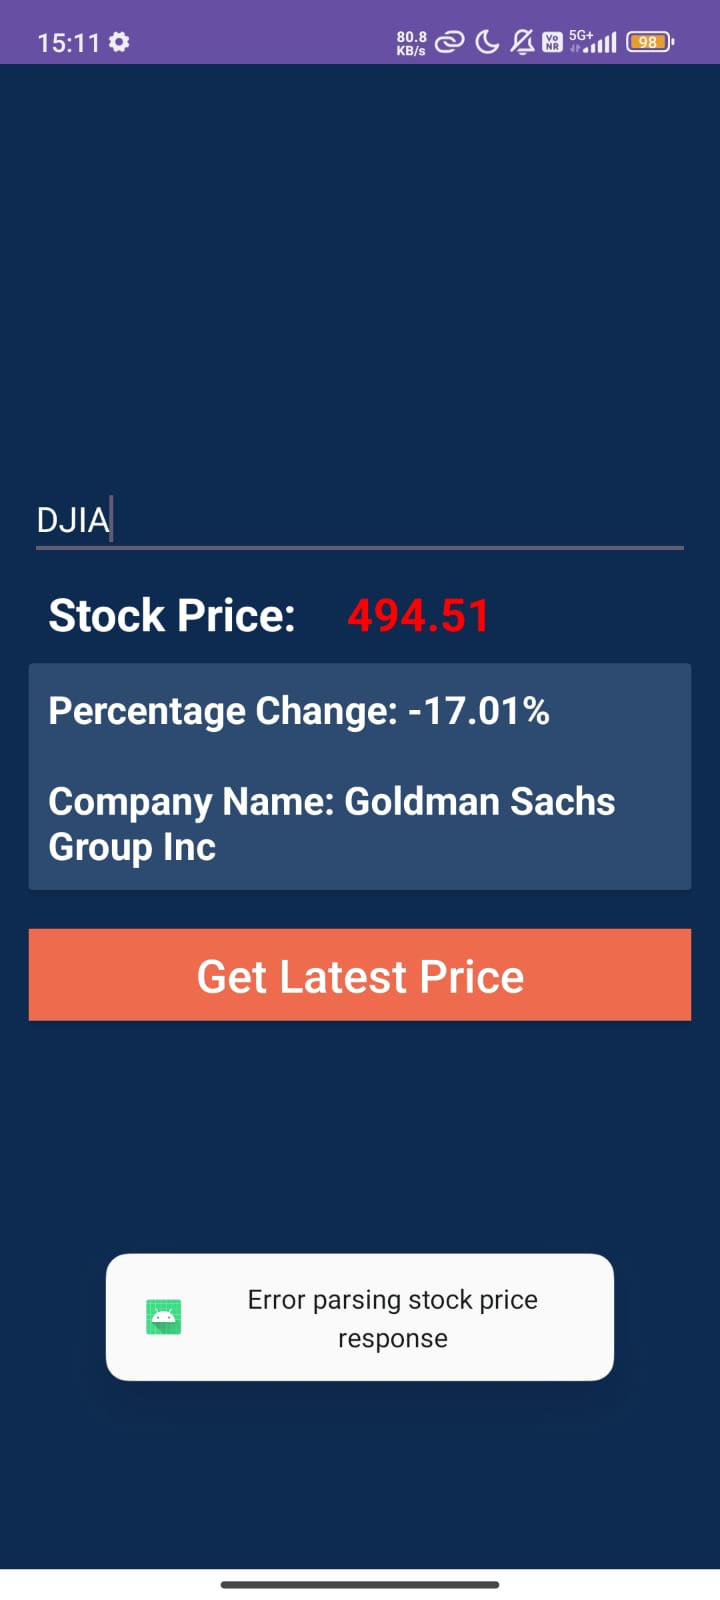 15:11
80.8
KB/s
Vo
NR
5G+
98
DJIA
Stock Price: 494.51
Percentage Change: -17.01%
Company Name: Goldman Sachs
Group Inc
Get Latest Price
Error parsing stock price
response